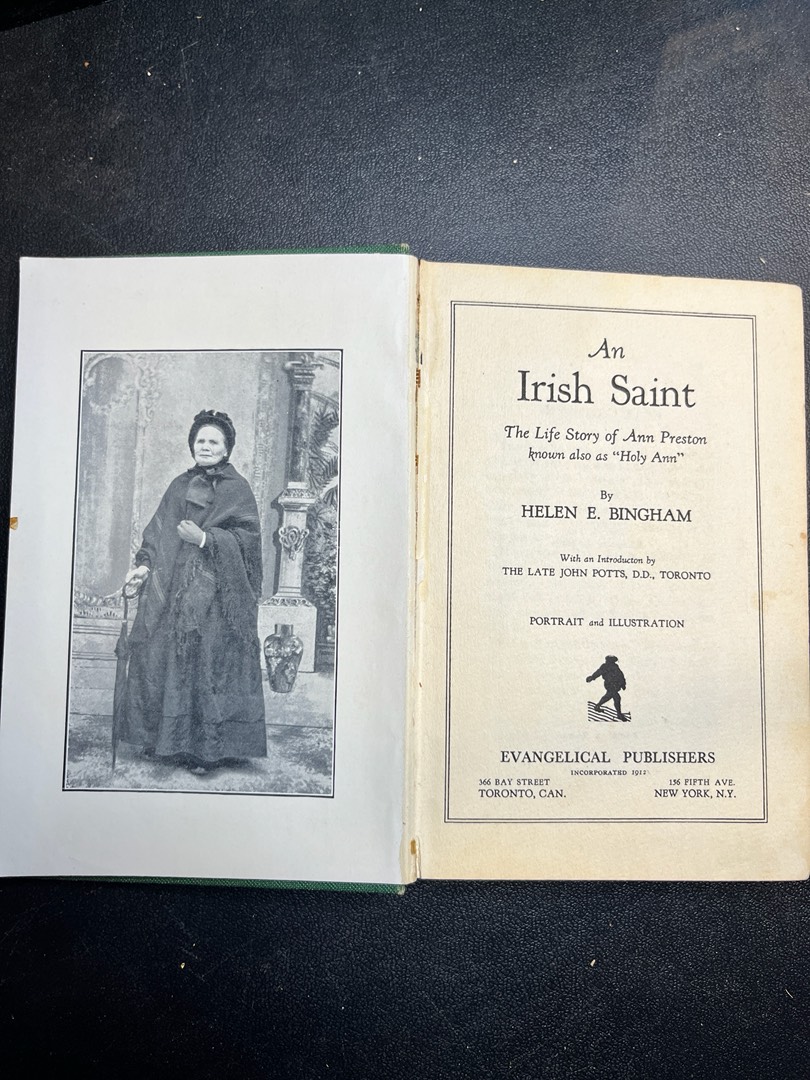 An
Irish Saint
The Life Story of Ann Preston
known also as "Holy Ann"
By
HELEN E. BINGHAM
With an Introducton by
THE LATE JOHN POTTS, D.D., TORONTO
PORTRAIT and ILLUSTRATION
EVANGELICAL PUBLISHERS
INCORPORATED 1912
366 BAY STREET
TORONTO, CAN.
156 FIFTH AVE.
NEW YORK, N.Y.